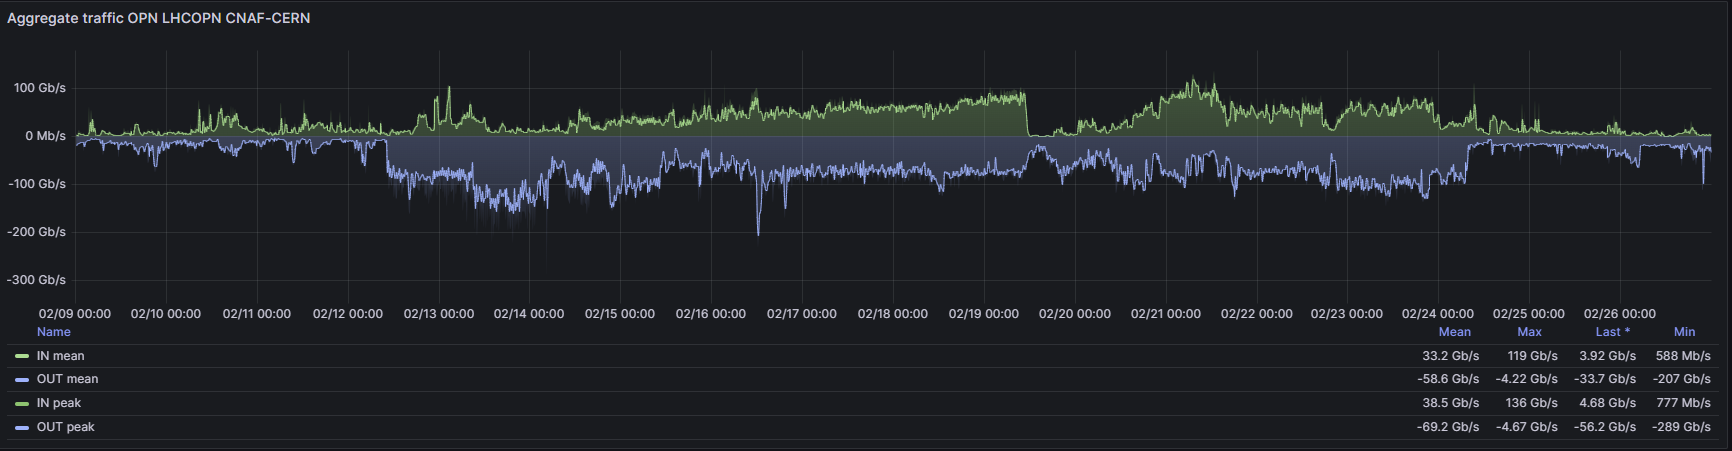 Aggregate traffic OPN LHCOPN CNAF-CERN
100 Gb/s
0 Mb/s
-100 Gb/s
-200 Gb/s
-300 Gb/s
02/09 00:00 02/10 00:00 02/11 00:00 02/12 00:00 02/13 00:00 02/14 00:00 02/15 00:00 02/16 00:00 02/17 00:00 02/18 00:00 02/19 00:00 02/20 00:00 02/21 00:00 02/22 00:00 02/23 00:00 02/24 00:00 02/25 00:00 02/26 00:00
Name Mean Max Last * Min
IN mean 33.2 Gb/s 119 Gb/s 3.92 Gb/s 588 Mb/s
OUT mean -58.6 Gb/s -4.22 Gb/s -33.7 Gb/s -207 Gb/s
IN peak 38.5 Gb/s 136 Gb/s 4.68 Gb/s 777 Mb/s
OUT peak -69.2 Gb/s -4.67 Gb/s -56.2 Gb/s -289 Gb/s